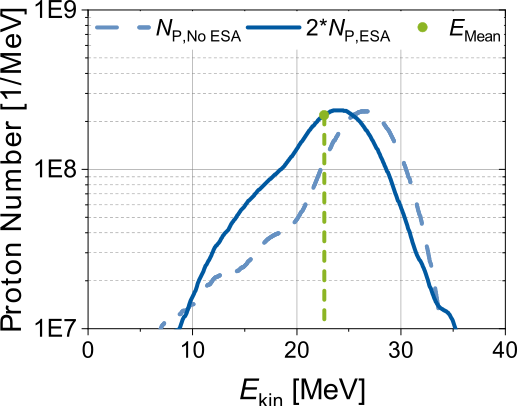 1E9
N_P,No ESA 2*N_P,ESA E_Mean
Proton Number [1/MeV]
1E8
1E7
0 10 20 30 40
E_kin [MeV]